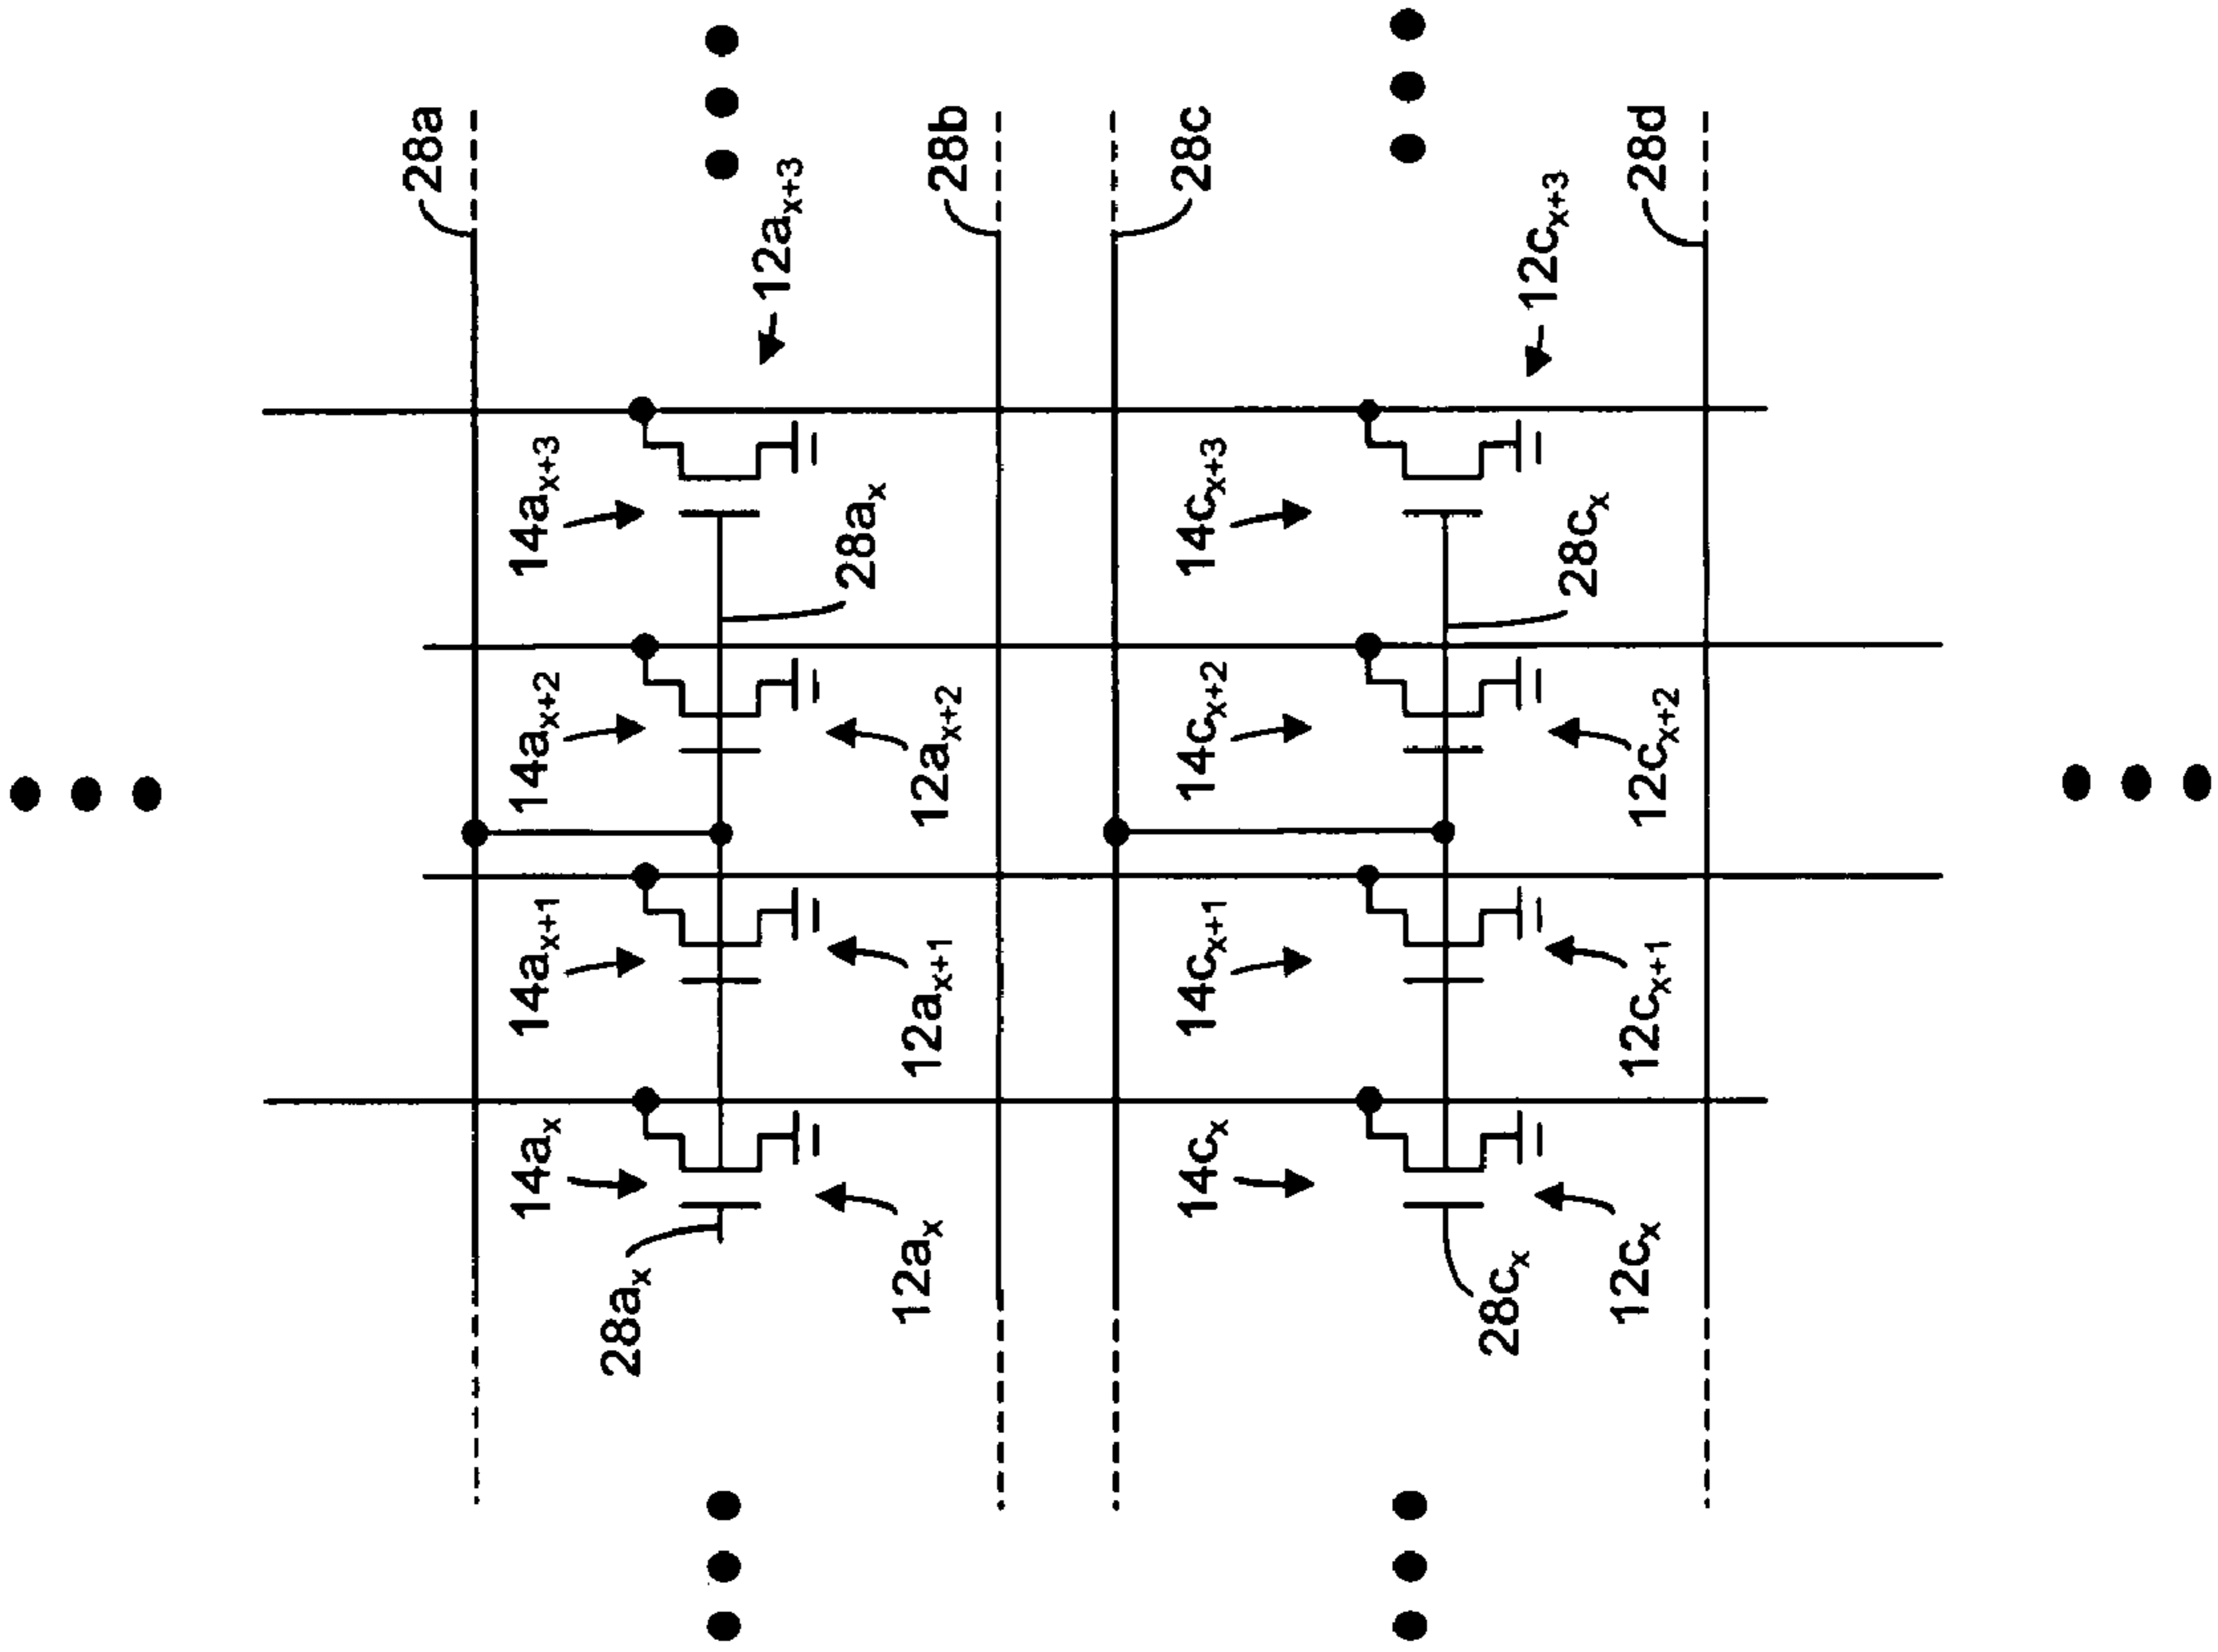 28a
28b
28c
28d
12aₓ₊₃
12cₓ₊₃
14aₓ₊₃
28aₓ
14cₓ₊₃
28cₓ
14aₓ₊₂
12aₓ₊₂
14cₓ₊₂
12cₓ₊₂
14aₓ₊₁
12aₓ₊₁
14cₓ₊₁
12cₓ₊₁
14aₓ
12aₓ
14cₓ
12cₓ
28aₓ
28cₓ